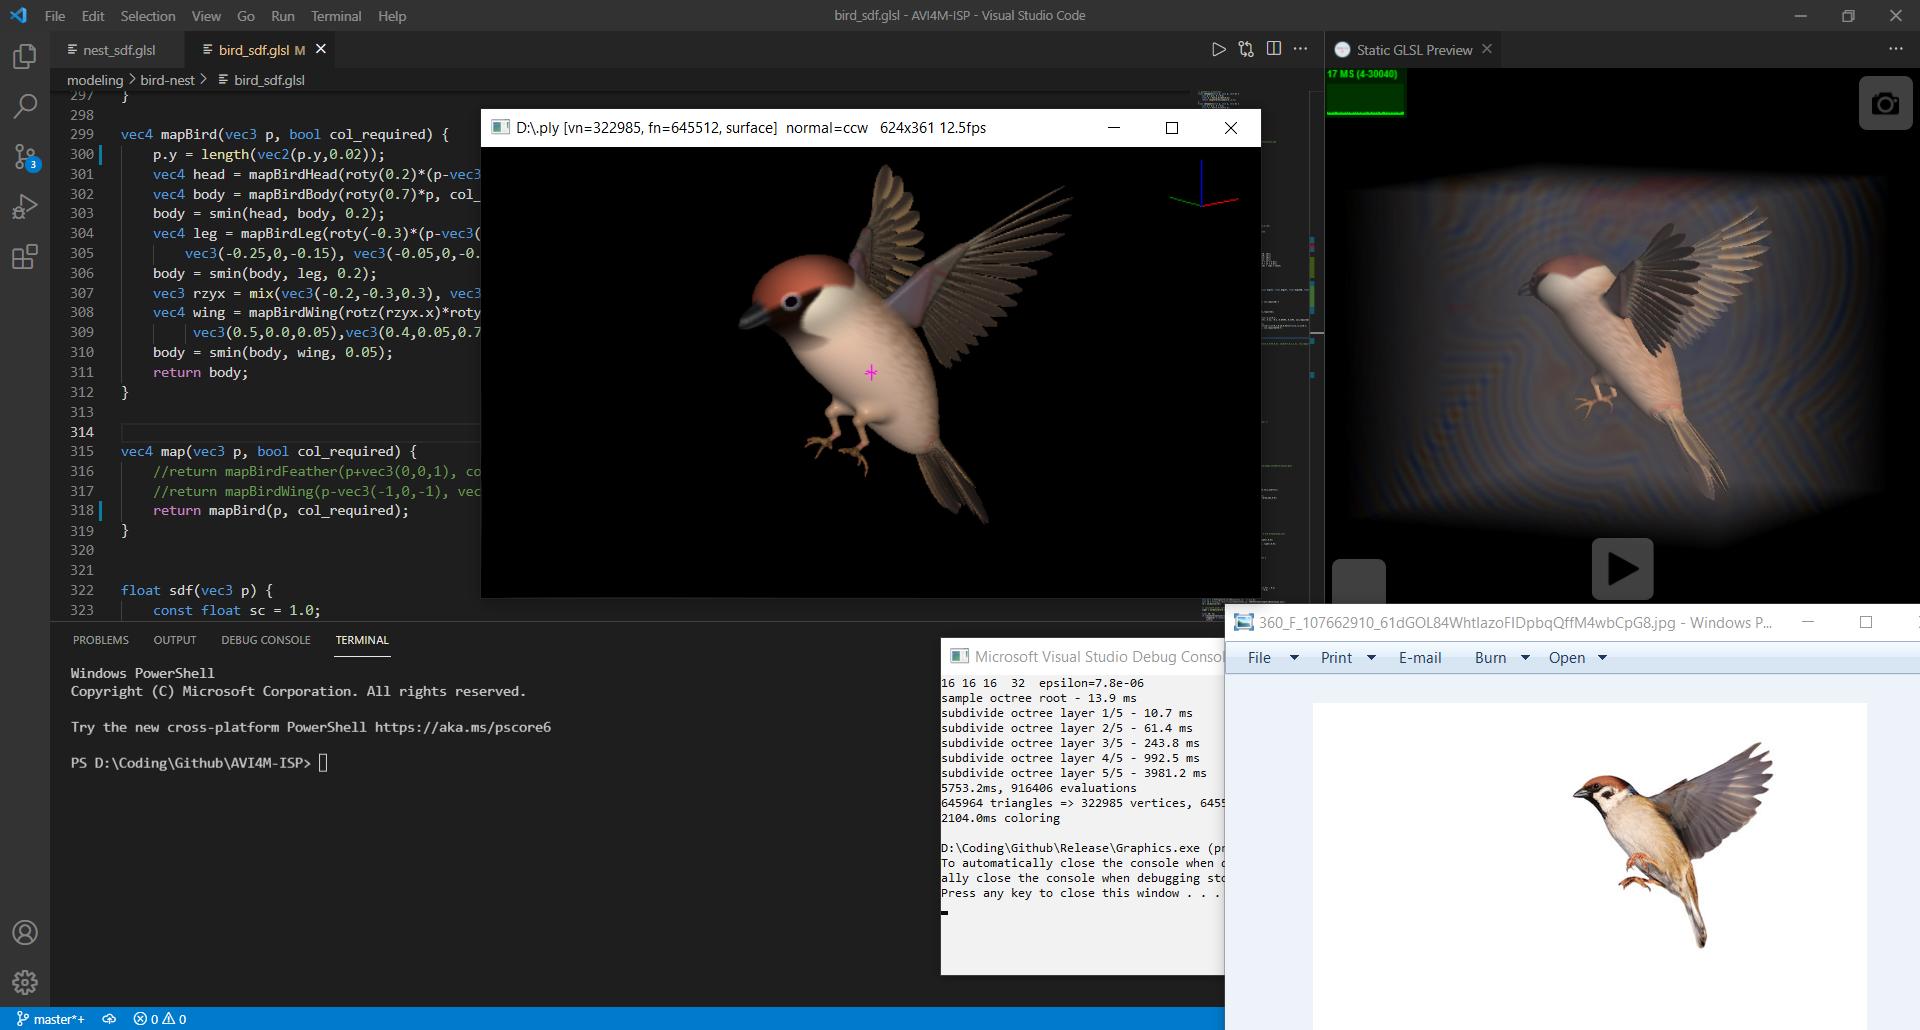 File Edit Selection View Go Run Terminal Help
bird_sdf.glsl - AVI4M-ISP - Visual Studio Code
nest_sdf.glsl
bird_sdf.glsl M
modeling > bird-nest > bird_sdf.glsl
297 }
298
299 vec4 mapBird(vec3 p, bool col_required) {
300 p.y = length(vec2(p.y,0.02));
301 vec4 head = mapBirdHead(roty(0.2)*(p-vec3
302 vec4 body = mapBirdBody(roty(0.7)*p, col_
303 body = smin(head, body, 0.2);
304 vec4 leg = mapBirdLeg(roty(-0.3)*(p-vec3(
305 vec3(-0.25,0,-0.15), vec3(-0.05,0,-0.
306 body = smin(body, leg, 0.2);
307 vec3 rzyx = mix(vec3(-0.2,-0.3,0.3), vec3
308 vec4 wing = mapBirdWing(rotz(rzyx.x)*roty
309 vec3(0.5,0.0,0.05),vec3(0.4,0.05,0.7
310 body = smin(body, wing, 0.05);
311 return body;
312 }
313
314
315 vec4 map(vec3 p, bool col_required) {
316 //return mapBirdFeather(p+vec3(0,0,1), co
317 //return mapBirdWing(p-vec3(-1,0,-1), vec
318 return mapBird(p, col_required);
319 }
320
321
322 float sdf(vec3 p) {
323 const float sc = 1.0;
D:\.ply [vn=322985, fn=645512, surface] normal=ccw 624x361 12.5fps
Static GLSL Preview
17 MS (4-30040)
3
PROBLEMS OUTPUT DEBUG CONSOLE TERMINAL
Windows PowerShell
Copyright (C) Microsoft Corporation. All rights reserved.
Try the new cross-platform PowerShell https://aka.ms/pscore6
PS D:\Coding\Github\AVI4M-ISP>
Microsoft Visual Studio Debug Consol
16 16 16 32 epsilon=7.8e-06
sample octree root - 13.9 ms
subdivide octree layer 1/5 - 10.7 ms
subdivide octree layer 2/5 - 61.4 ms
subdivide octree layer 3/5 - 243.8 ms
subdivide octree layer 4/5 - 992.5 ms
subdivide octree layer 5/5 - 3981.2 ms
5753.2ms, 916406 evaluations
645964 triangles => 322985 vertices, 6455
2104.0ms coloring
D:\Coding\Github\Release\Graphics.exe (pr
To automatically close the console when d
ally close the console when debugging sto
Press any key to close this window . . .
360_F_107662910_61dGOL84WhtIazoFIDpbqQffM4wbCpG8.jpg - Windows P...
File Print E-mail Burn Open
master*+ 0 0